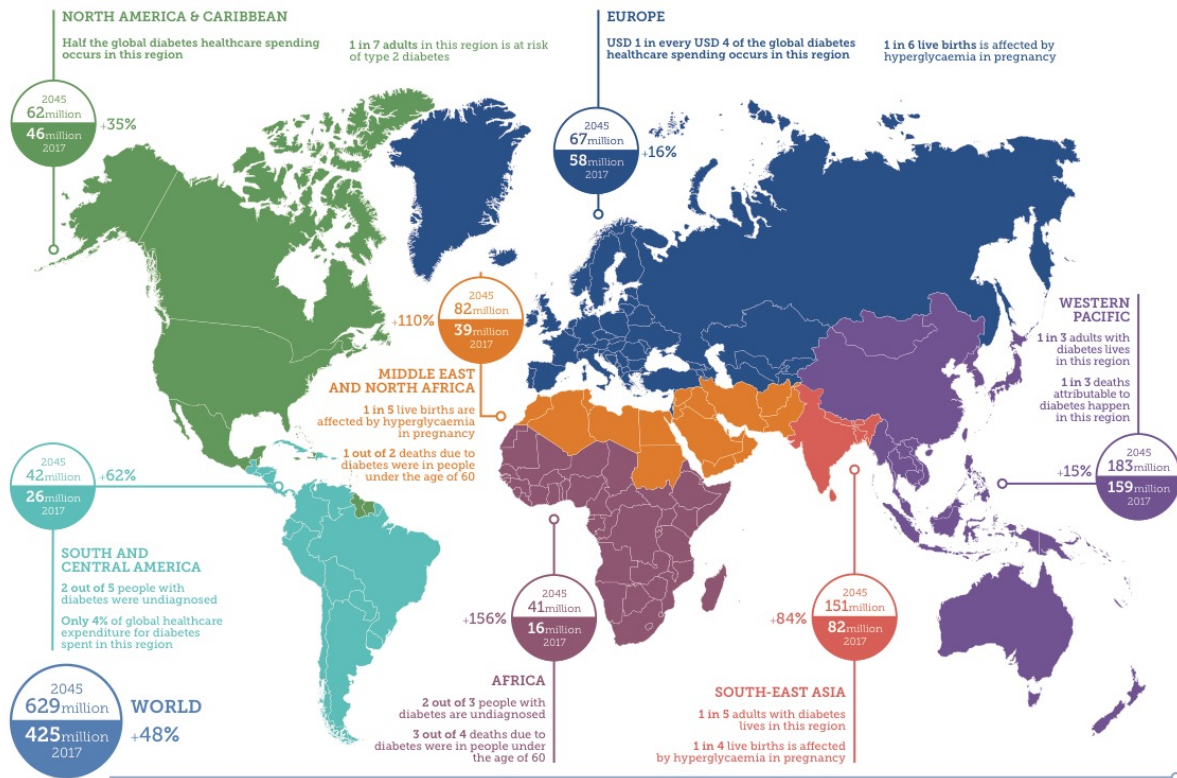 NORTH AMERICA & CARIBBEAN
Half the global diabetes healthcare spending
occurs in this region
1 in 7 adults in this region is at risk
of type 2 diabetes
2045
62million
46million
2017
+35%
EUROPE
USD 1 in every USD 4 of the global diabetes
healthcare spending occurs in this region
1 in 6 live births is affected by
hyperglycaemia in pregnancy
2045
67million
58million
2017
+16%
2045
82million
39million
2017
+110%
MIDDLE EAST
AND NORTH AFRICA
1 in 5 live births are
affected by hyperglycaemia
in pregnancy
1 out of 2 deaths due to
diabetes were in people
under the age of 60
WESTERN
PACIFIC
1 in 3 adults with
diabetes lives
in this region
1 in 3 deaths
attributable to
diabetes happen
in this region
+15%
183million
159million
2045
2017
2045
42million
26million
2017
+62%
SOUTH AND
CENTRAL AMERICA
2 out of 5 people with
diabetes were undiagnosed
Only 4% of global healthcare
expenditure for diabetes
spent in this region
2045
41million
16million
2017
+156%
AFRICA
2 out of 3 people with
diabetes are undiagnosed
3 out of 4 deaths due to
diabetes were in people under
the age of 60
2045
151million
82million
2017
+84%
SOUTH-EAST ASIA
1 in 5 adults with diabetes
lives in this region
1 in 4 live births is affected
by hyperglycaemia in pregnancy
2045
629million
425million
2017
WORLD
+48%